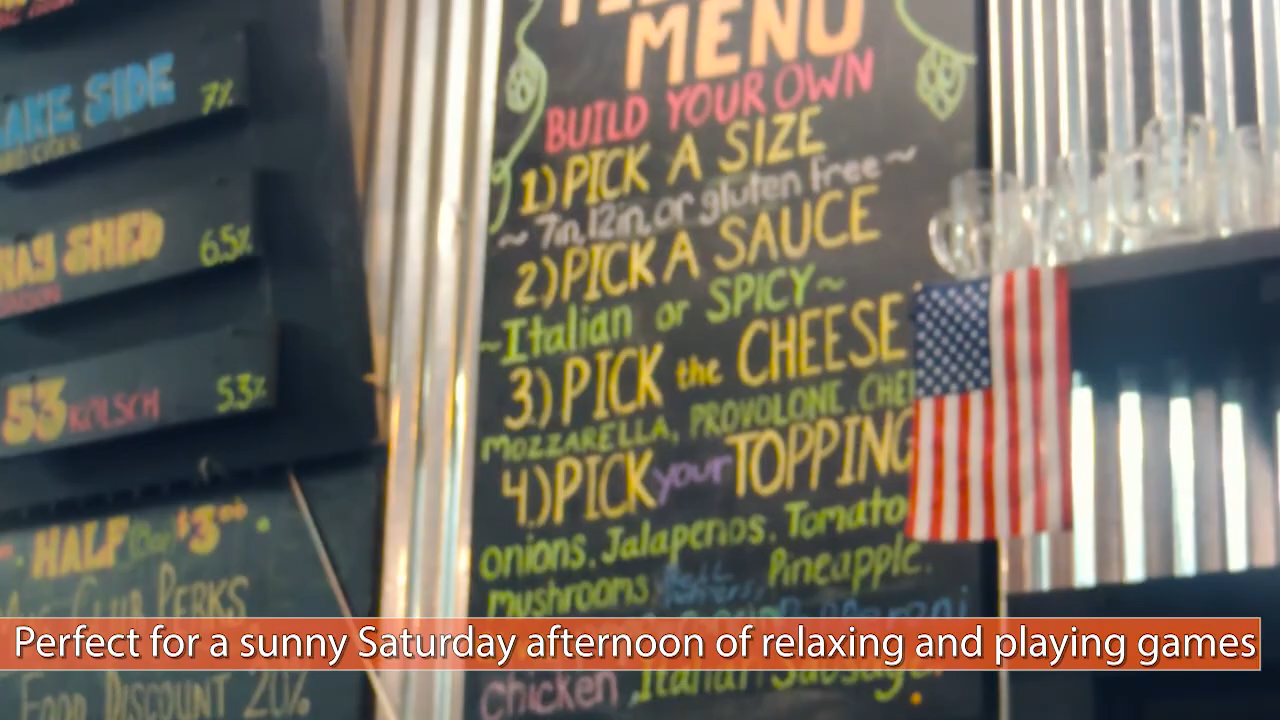 AKE SIDE 7%
HAY SHED 6.5%
53 KÖLSCH 5.3%
HALF $3
CLUB PERKS
FOOD DISCOUNT 20%
MENU
BUILD YOUR OWN
1) PICK A SIZE
~ 7in, 12in, or gluten free ~
2) PICK A SAUCE
~Italian or SPICY~
3.) PICK the CHEESE
MOZZARELLA, PROVOLONE, CHE
4.) PICK your TOPPING
onions. Jalapenos. Tomato
mushrooms Pineapple.
Chicken, Italian Sausage.
Perfect for a sunny Saturday afternoon of relaxing and playing games